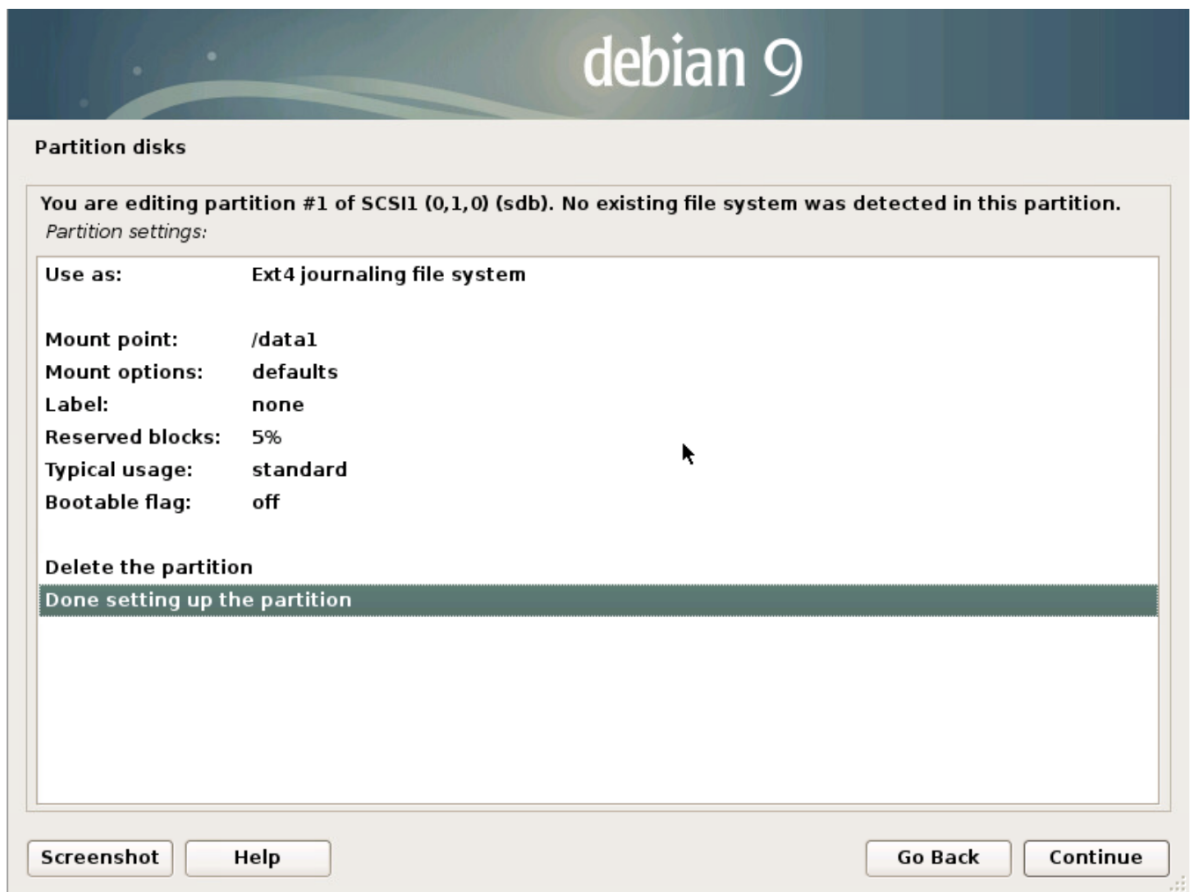 debian 9
Partition disks
You are editing partition #1 of SCSI1 (0,1,0) (sdb). No existing file system was detected in this partition.
Partition settings:
Use as: Ext4 journaling file system
Mount point: /data1
Mount options: defaults
Label: none
Reserved blocks: 5%
Typical usage: standard
Bootable flag: off
Delete the partition
Done setting up the partition
Screenshot Help Go Back Continue